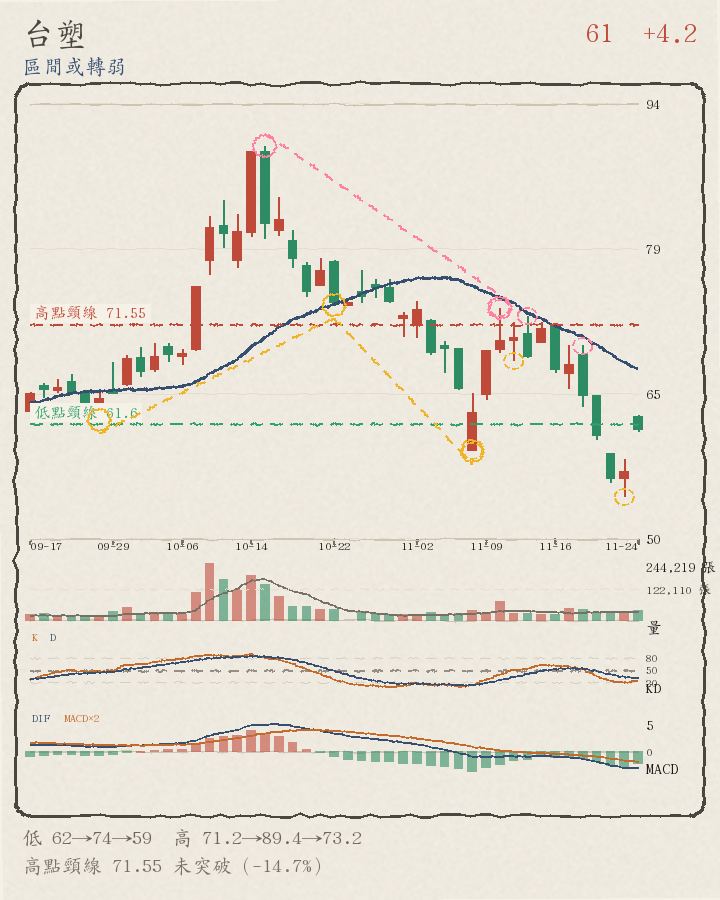 台塑
61 +4.2
區間或轉弱
94
79
高點頸線 71.55
65
低點頸線 61.6
50
09-17 09-29 10-06 10-14 10-22 11-02 11-09 11-16 11-24
244,219 張
122,110 張
量
K D
80
50
20
KD
DIF MACD×2
5
0
MACD
低 62→74→59 高 71.2→89.4→73.2
高點頸線 71.55 未突破 (-14.7%)